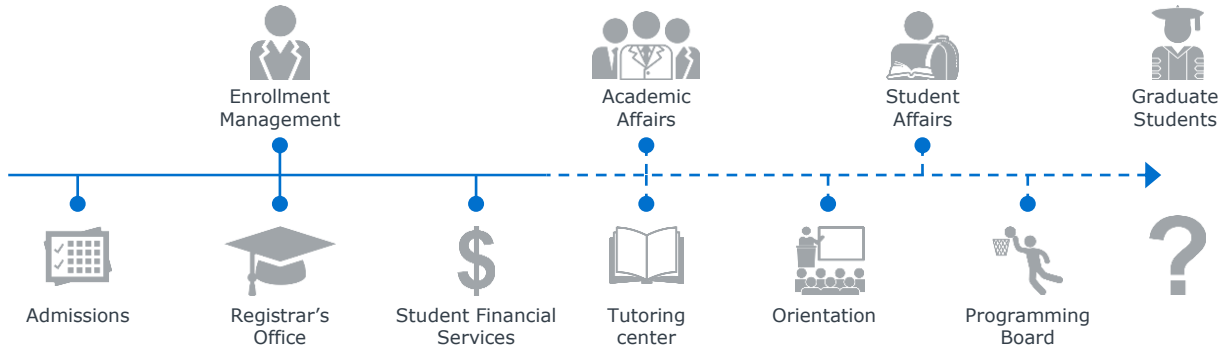 Enrollment
Management
Academic
Affairs
Student
Affairs
Graduate
Students
Admissions
Registrar’s
Office
$
Student Financial
Services
Tutoring
center
Orientation
Programming
Board
?